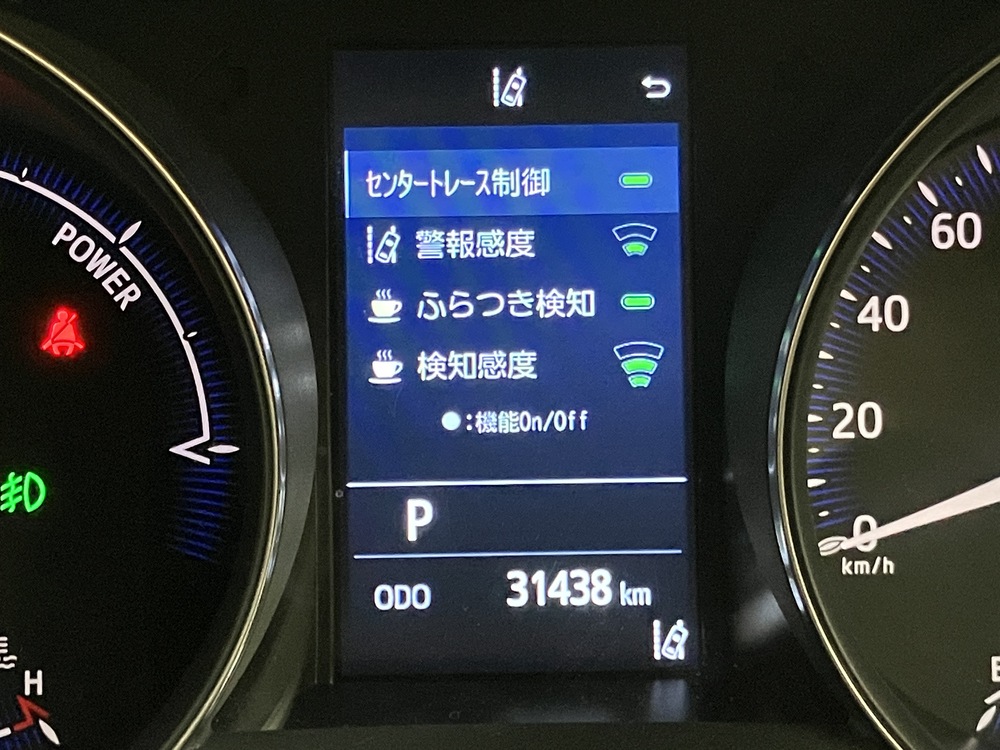 POWER
H
センタートレース制御
警報感度
ふらつき検知
検知感度
●:機能On/Off
P
ODO 31438 km
60
40
20
0
km/h
E